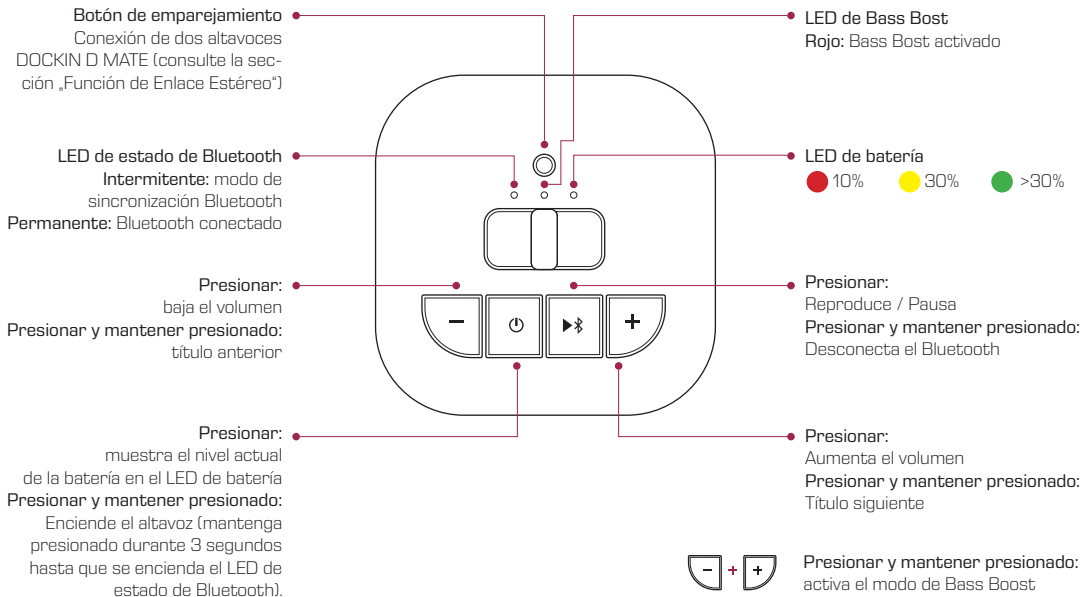 Botón de emparejamiento
Conexión de dos altavoces
DOCKIN D MATE (consulte la sec-
ción „Función de Enlace Estéreo“)
LED de estado de Bluetooth
Intermitente: modo de
sincronización Bluetooth
Permanente: Bluetooth conectado
Presionar:
baja el volumen
Presionar y mantener presionado:
título anterior
Presionar:
muestra el nivel actual
de la batería en el LED de batería
Presionar y mantener presionado:
Enciende el altavoz (mantenga
presionado durante 3 segundos
hasta que se encienda el LED de
estado de Bluetooth).
LED de Bass Bost
Rojo: Bass Bost activado
LED de batería
10% 30% >30%
Presionar:
Reproduce / Pausa
Presionar y mantener presionado:
Desconecta el Bluetooth
Presionar:
Aumenta el volumen
Presionar y mantener presionado:
Título siguiente
- + +
Presionar y mantener presionado:
activa el modo de Bass Boost